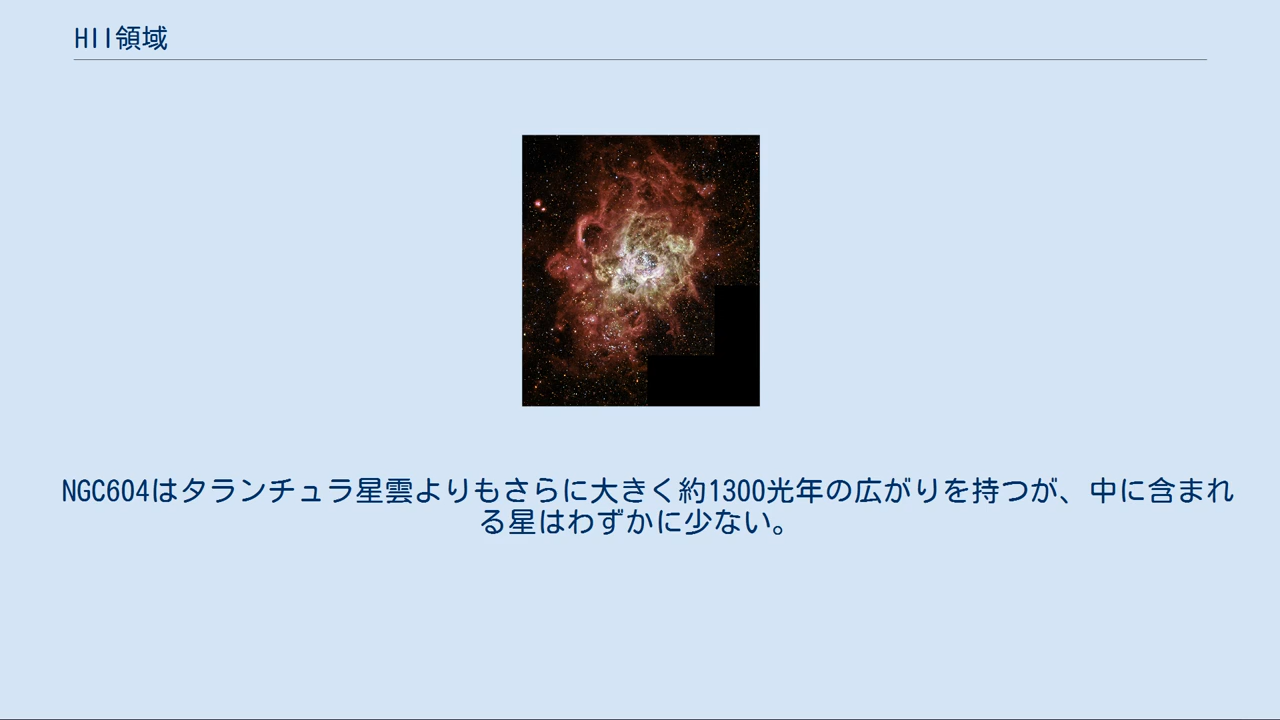 HII領域
NGC604はタランチュラ星雲よりもさらに大きく約1300光年の広がりを持つが、中に含まれ
る星はわずかに少ない。